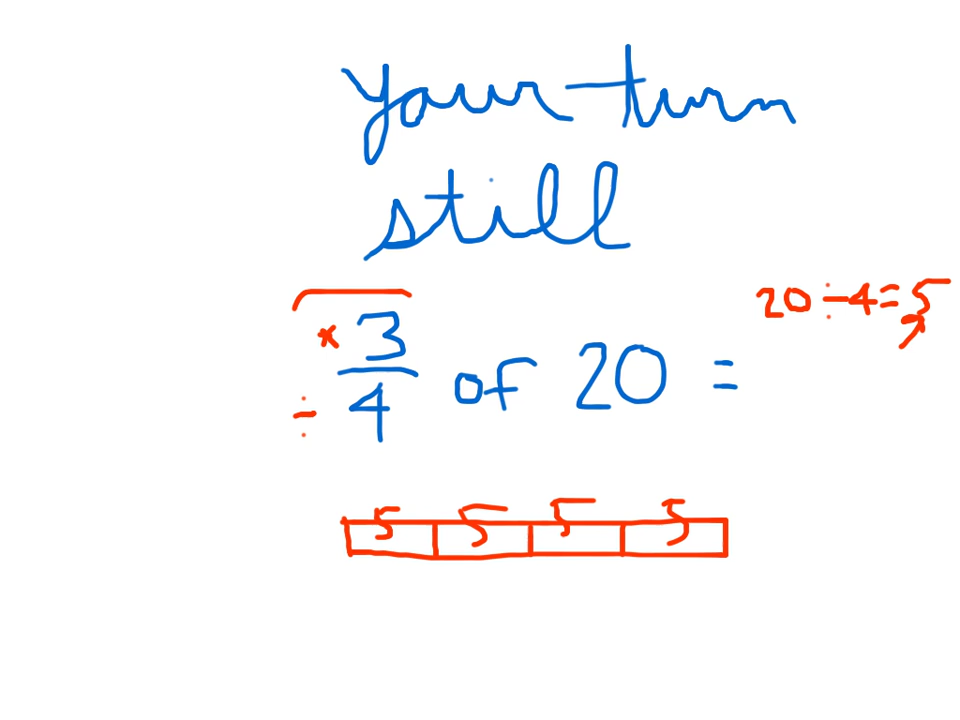 your turn
still
20 ÷ 4 = 5
× 3/4 of 20 =
÷
5 5 5 5